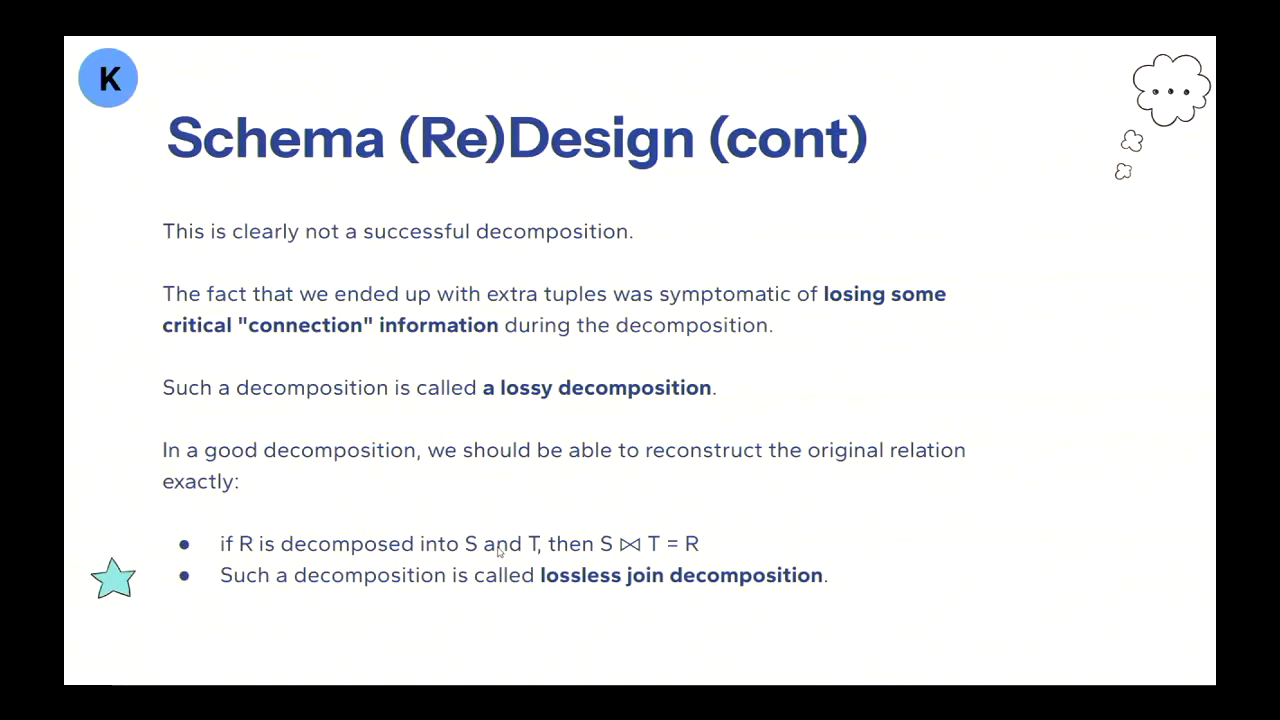 K
Schema (Re)Design (cont)
This is clearly not a successful decomposition.
The fact that we ended up with extra tuples was symptomatic of losing some
critical "connection" information during the decomposition.
Such a decomposition is called a lossy decomposition.
In a good decomposition, we should be able to reconstruct the original relation
exactly:
● if R is decomposed into S and T, then S ⋈ T = R
● Such a decomposition is called lossless join decomposition.